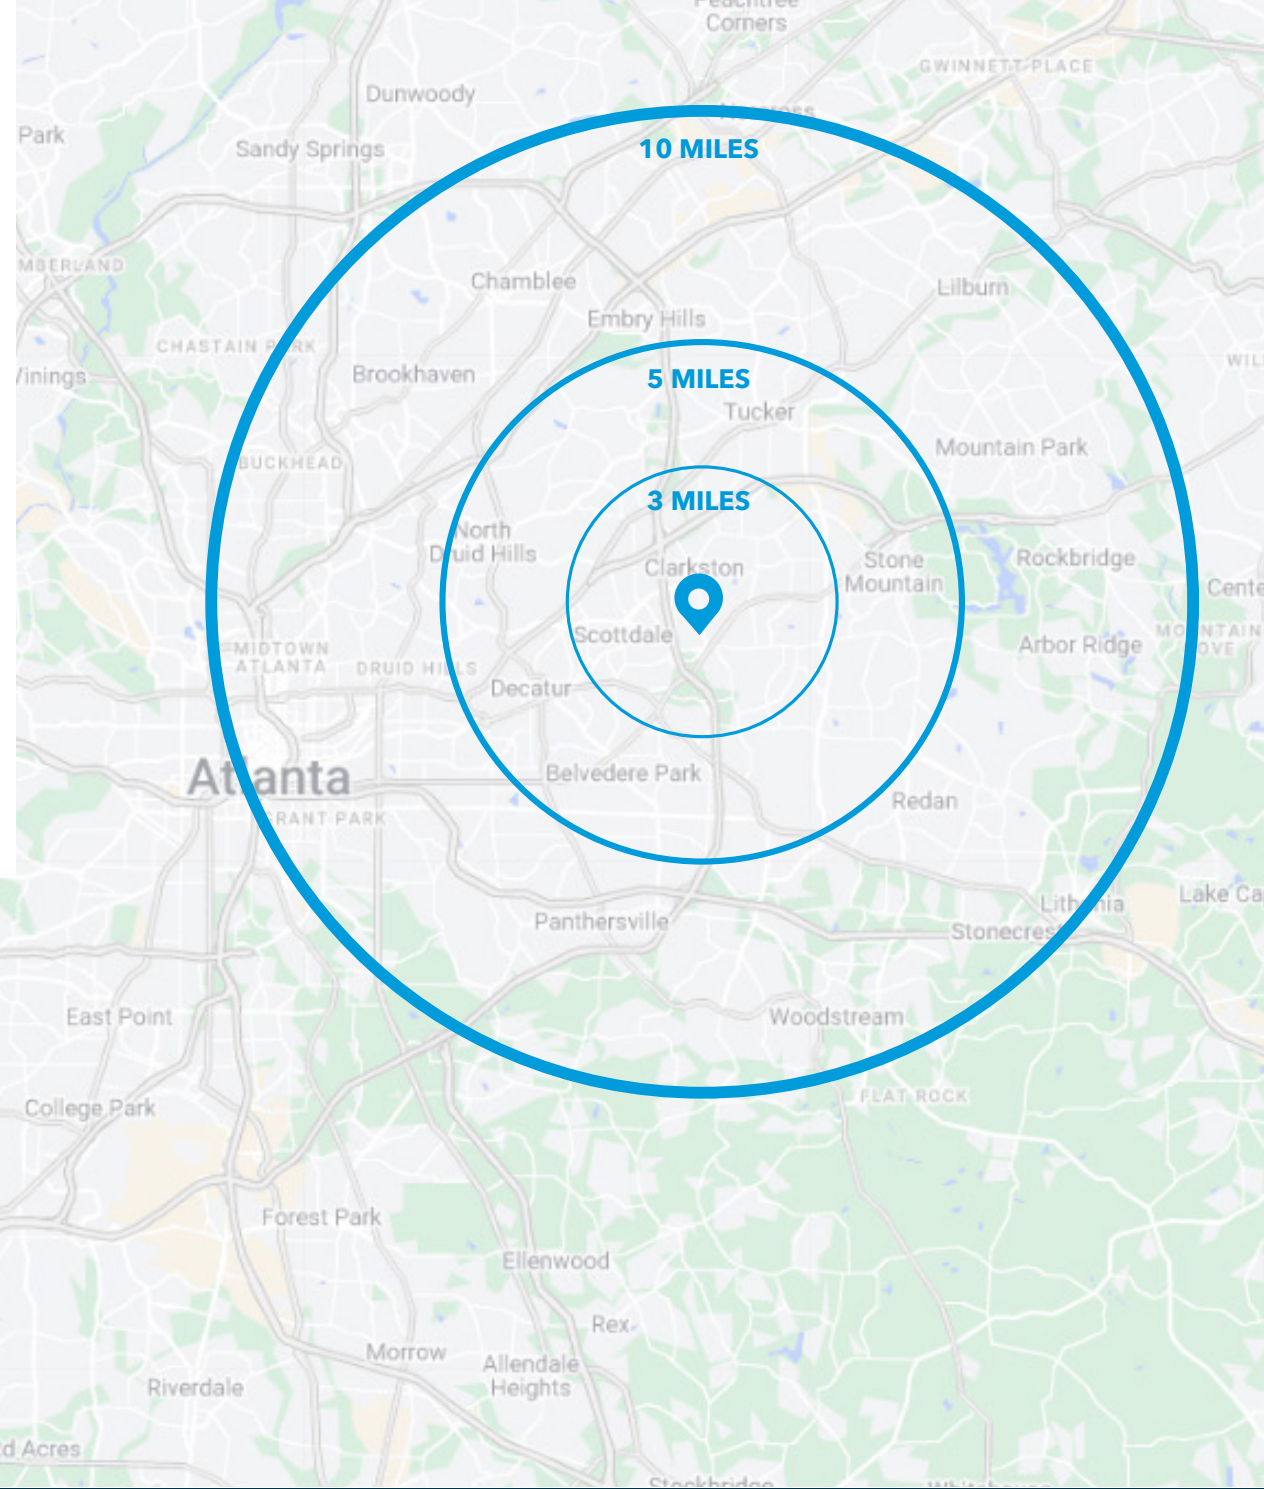 Corners
GWINNETT PLACE
Dunwoody
Norcross
Park
Sandy Springs
10 MILES
Chamblee
Lilburn
Embry Hills
CHASTAIN PARK
Vinings
Brookhaven
5 MILES
Tucker
Mountain Park
BUCKHEAD
3 MILES
North
Druid Hills
Clarkston
Stone
Mountain
Rockbridge
Scottdale
MIDTOWN
ATLANTA
DRUID HILLS
Arbor Ridge
Decatur
Atlanta
Belvedere Park
Redan
GRANT PARK
Lithonia
Panthersville
Stonecrest
East Point
Woodstream
FLAT ROCK
College Park
Forest Park
Ellenwood
Rex
Morrow
Allendale
Heights
Riverdale
d Acres
Stockbridge